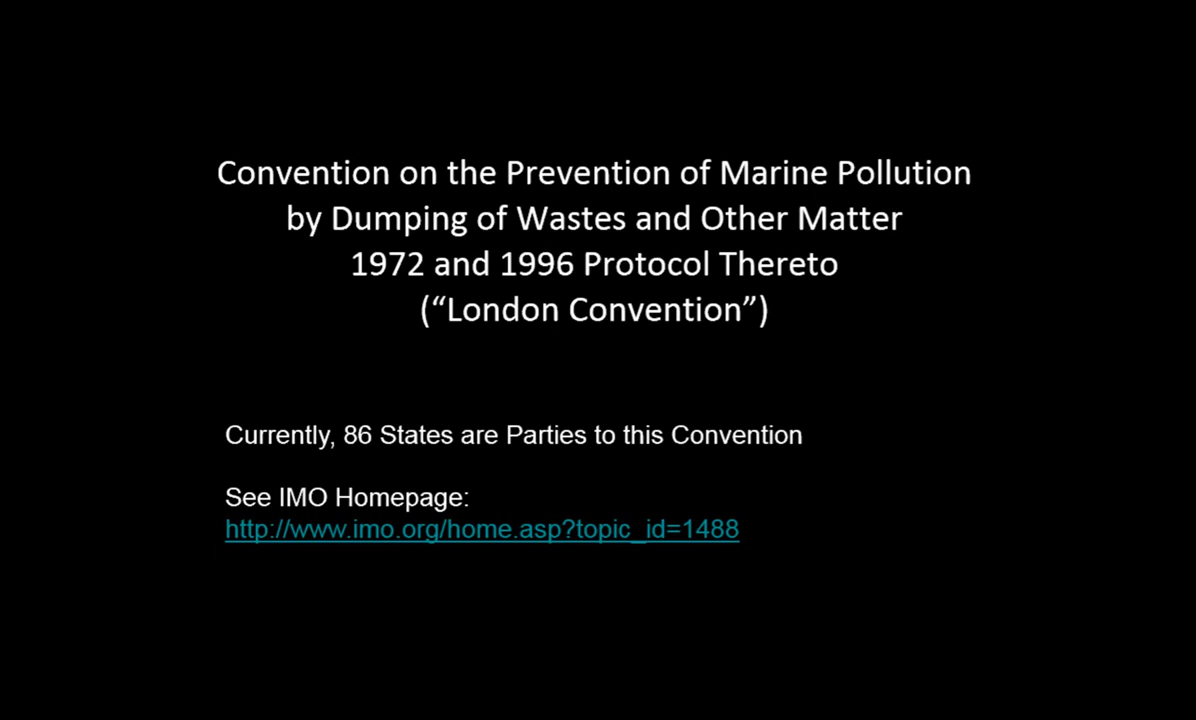 Convention on the Prevention of Marine Pollution
by Dumping of Wastes and Other Matter
1972 and 1996 Protocol Thereto
(“London Convention”)
Currently, 86 States are Parties to this Convention
See IMO Homepage:
http://www.imo.org/home.asp?topic_id=1488